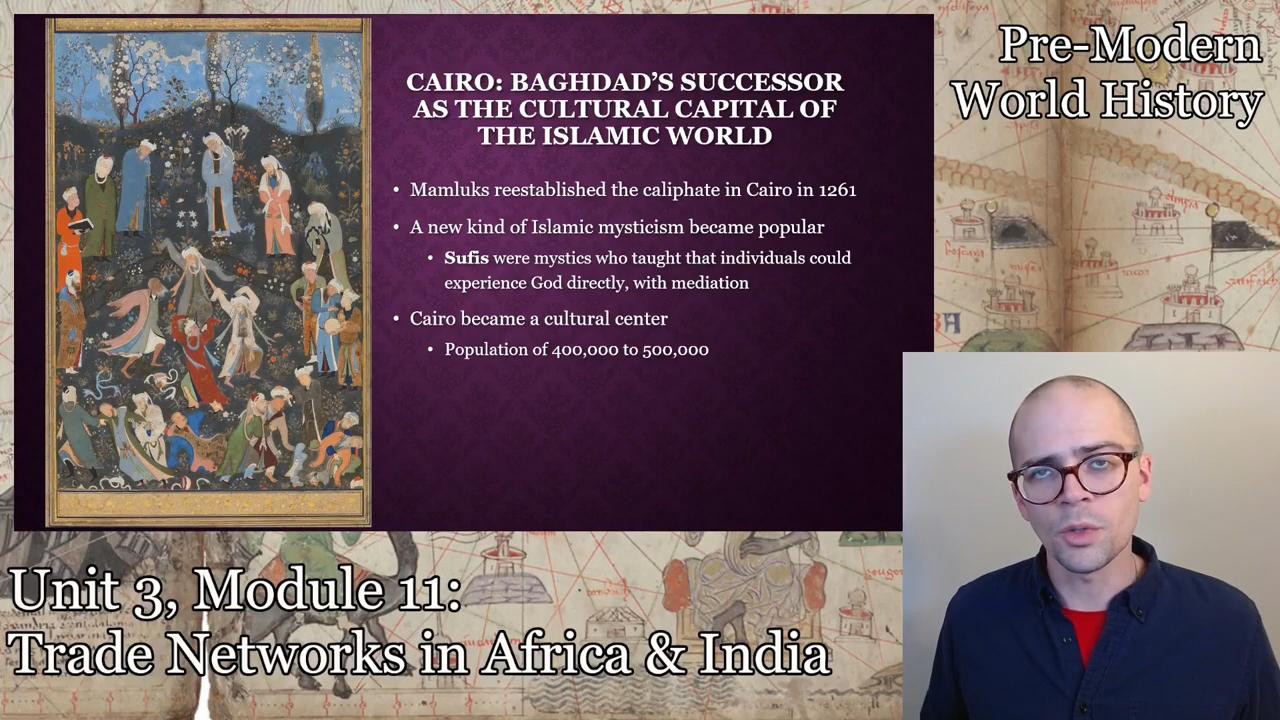 CAIRO: BAGHDAD'S SUCCESSOR
AS THE CULTURAL CAPITAL OF
THE ISLAMIC WORLD
• Mamluks reestablished the caliphate in Cairo in 1261
• A new kind of Islamic mysticism became popular
• Sufis were mystics who taught that individuals could
experience God directly, with mediation
• Cairo became a cultural center
• Population of 400,000 to 500,000
Pre-Modern
World History
Unit 3, Module 11:
Trade Networks in Africa & India